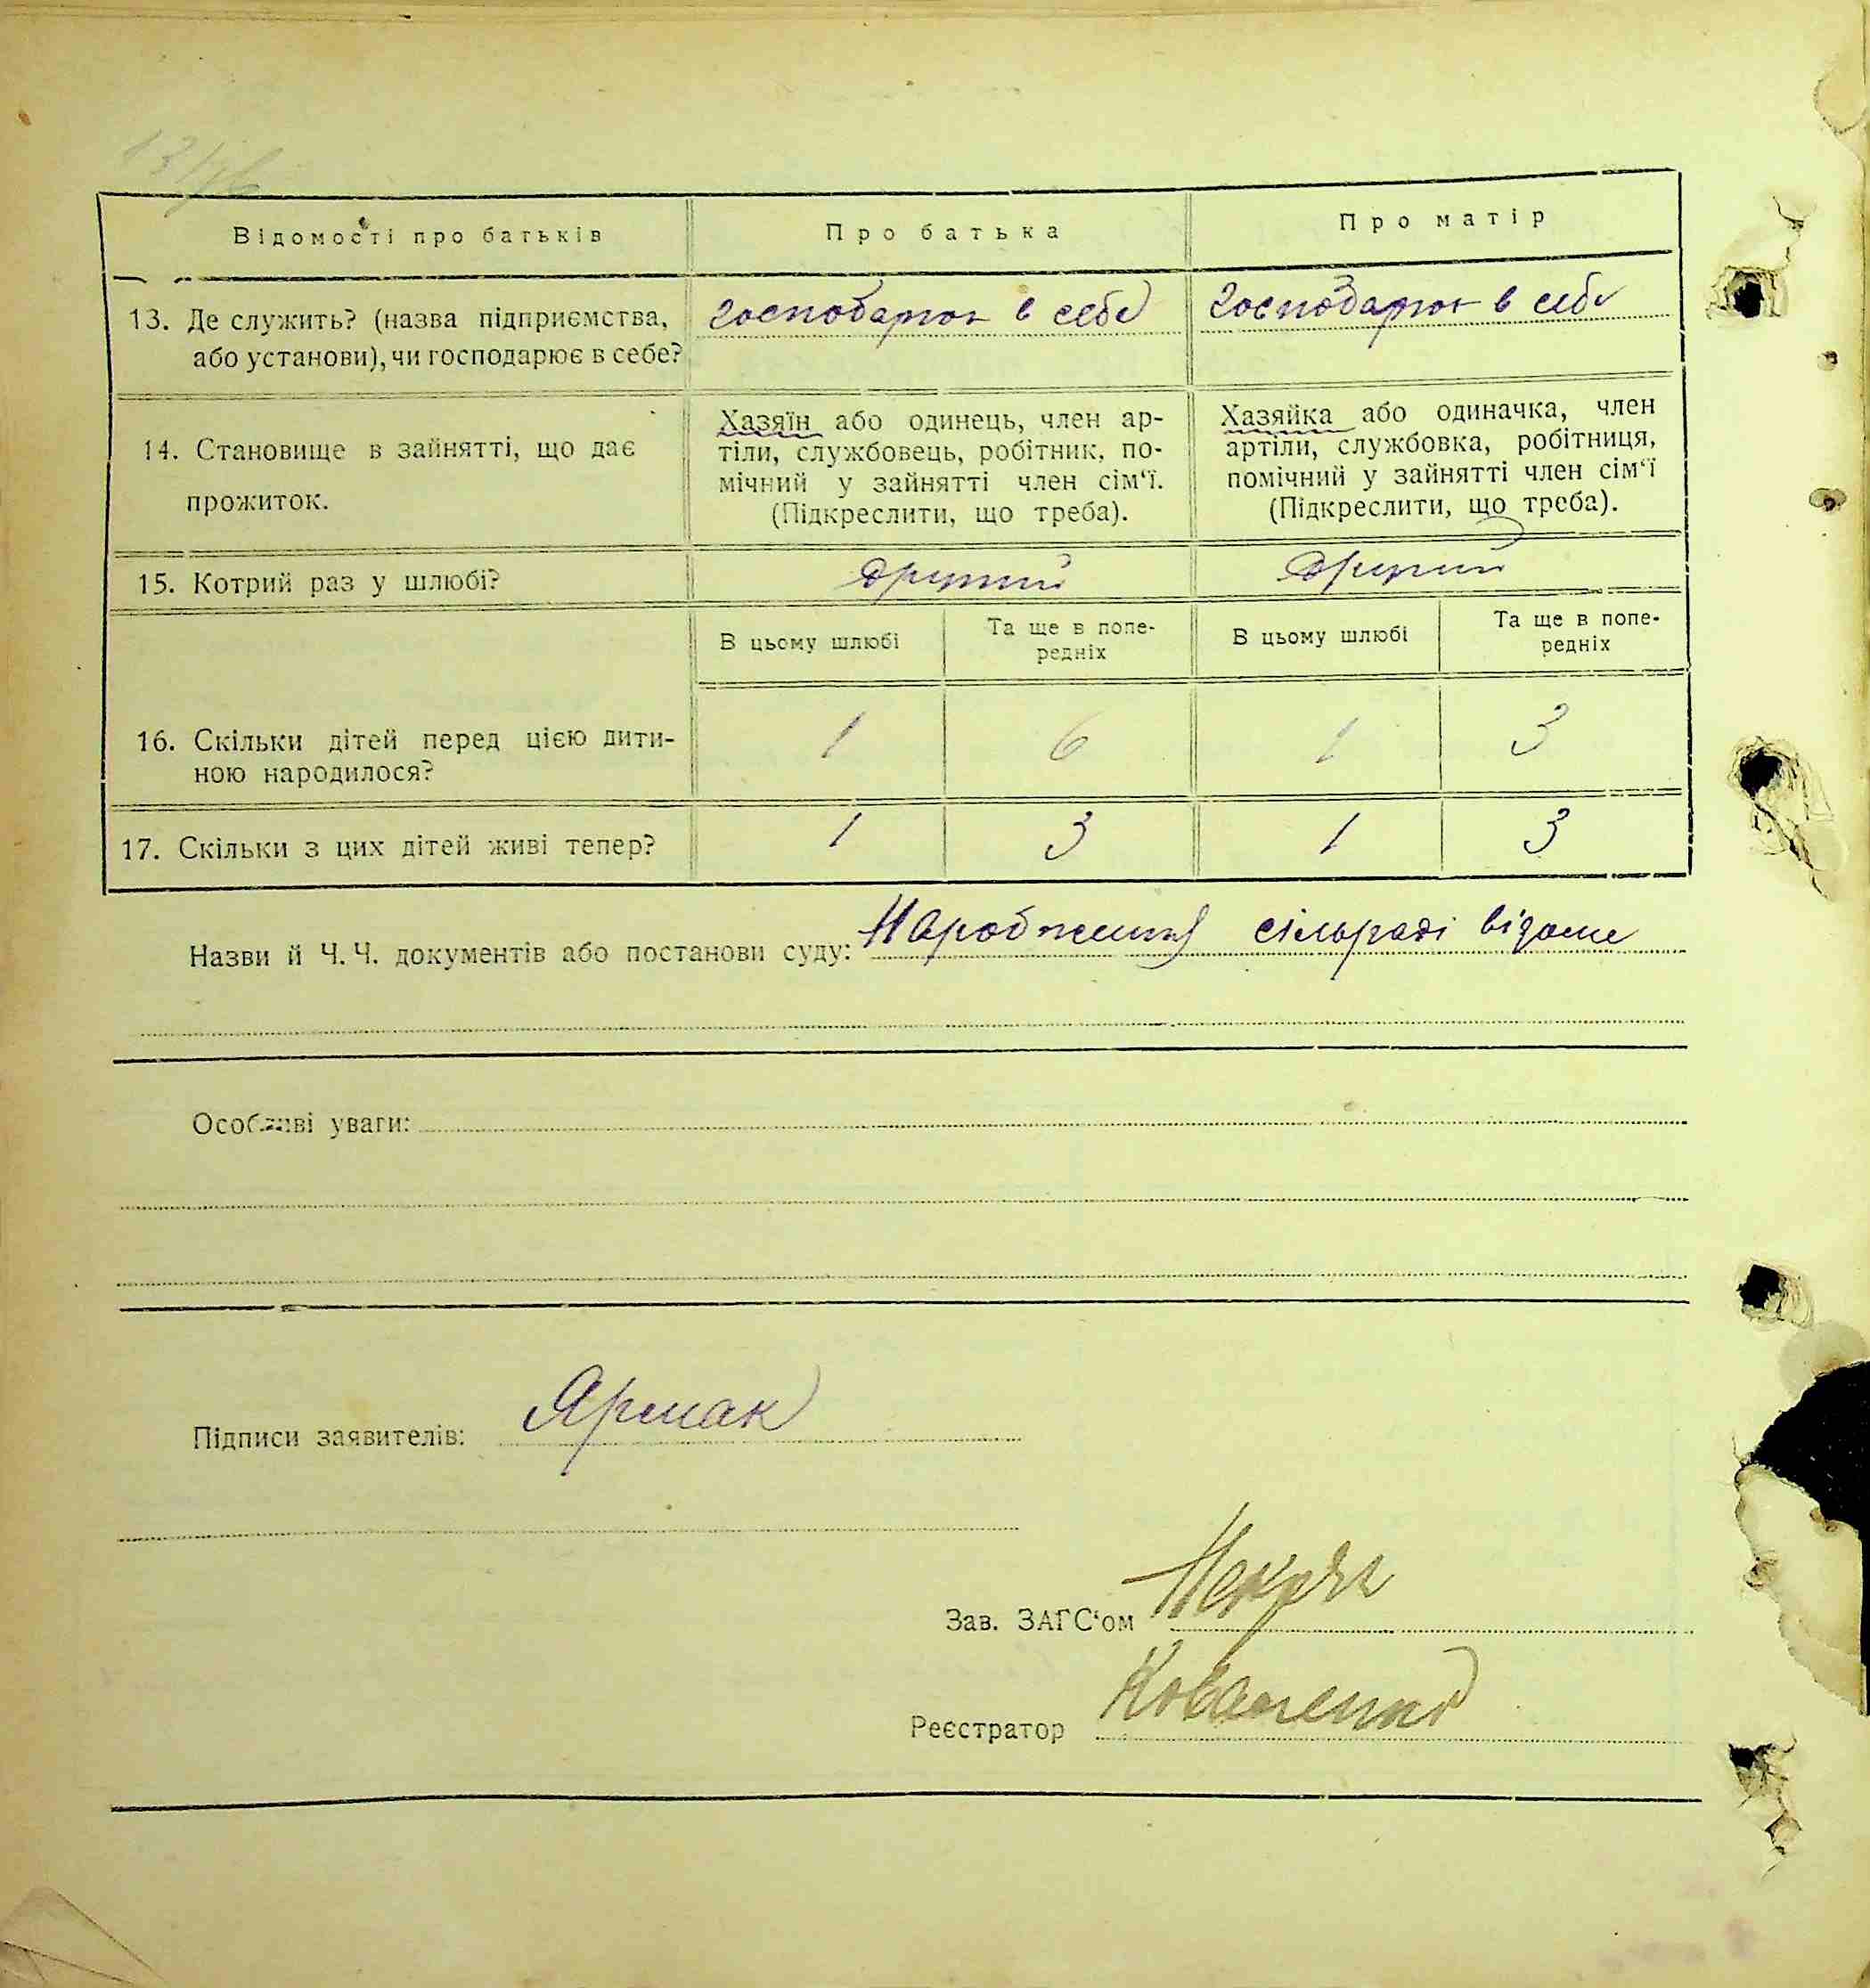 Відомості про батьків
Про батька
Про матір
13. Де служить? (назва підприємства, або установи), чи господарює в себе?
господарює в себе
господарює в себе
14. Становище в зайнятті, що дає прожиток.
Хазяїн або одинець, член ар-
тіли, службовець, робітник, по-
мічний у зайнятті член сім'ї.
(Підкреслити, що треба).
Хазяйка або одиначка, член
артіли, службовка, робітниця,
помічний у зайнятті член сім'ї
(Підкреслити, що треба).
15. Котрий раз у шлюбі?
другий
другий
В цьому шлюбі
Та ще в попе-
редніх
В цьому шлюбі
Та ще в попе-
редніх
16. Скільки дітей перед цією дити-
ною народилося?
1 6 1 3
17. Скільки з цих дітей живі тепер?
1 3 1 3
Назви й Ч.Ч. документів або постанови суду: Народження сільраді відоме
Особливі уваги:
Підписи заявителів: Ярмак
Зав. ЗАГС'ом
Реєстратор Коваленко